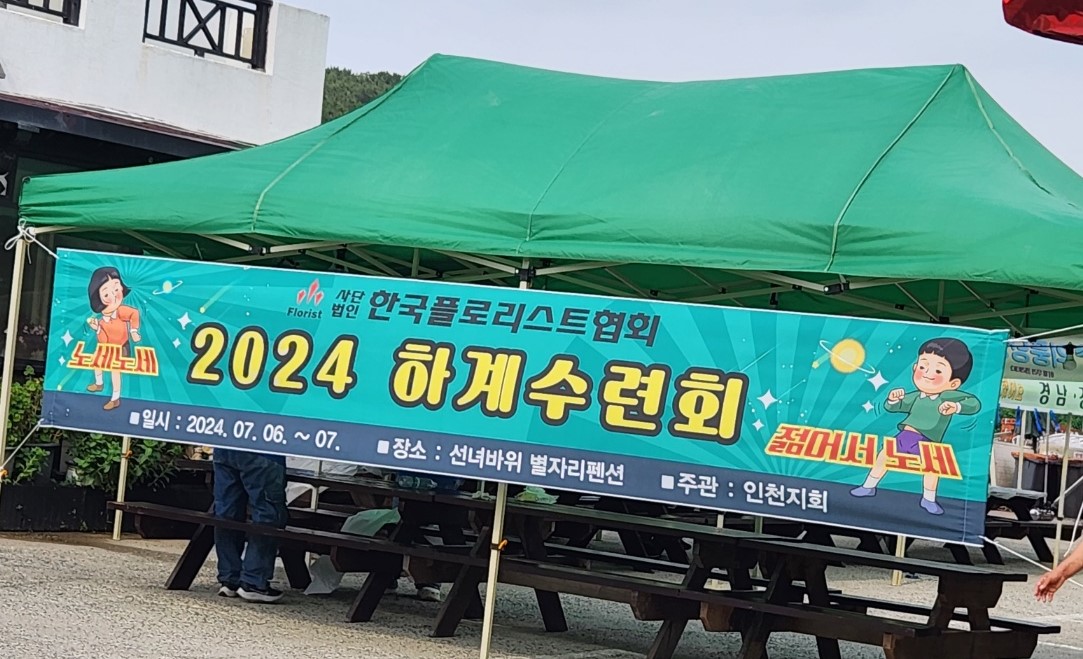 Florist 사단법인 한국플로리스트협회
2024 하계수련회
노세노세
젊어서 노세
■일시 : 2024. 07. 06. ~ 07. ■장소 : 선녀바위 별자리펜션 ■주관 : 인천지회
경남